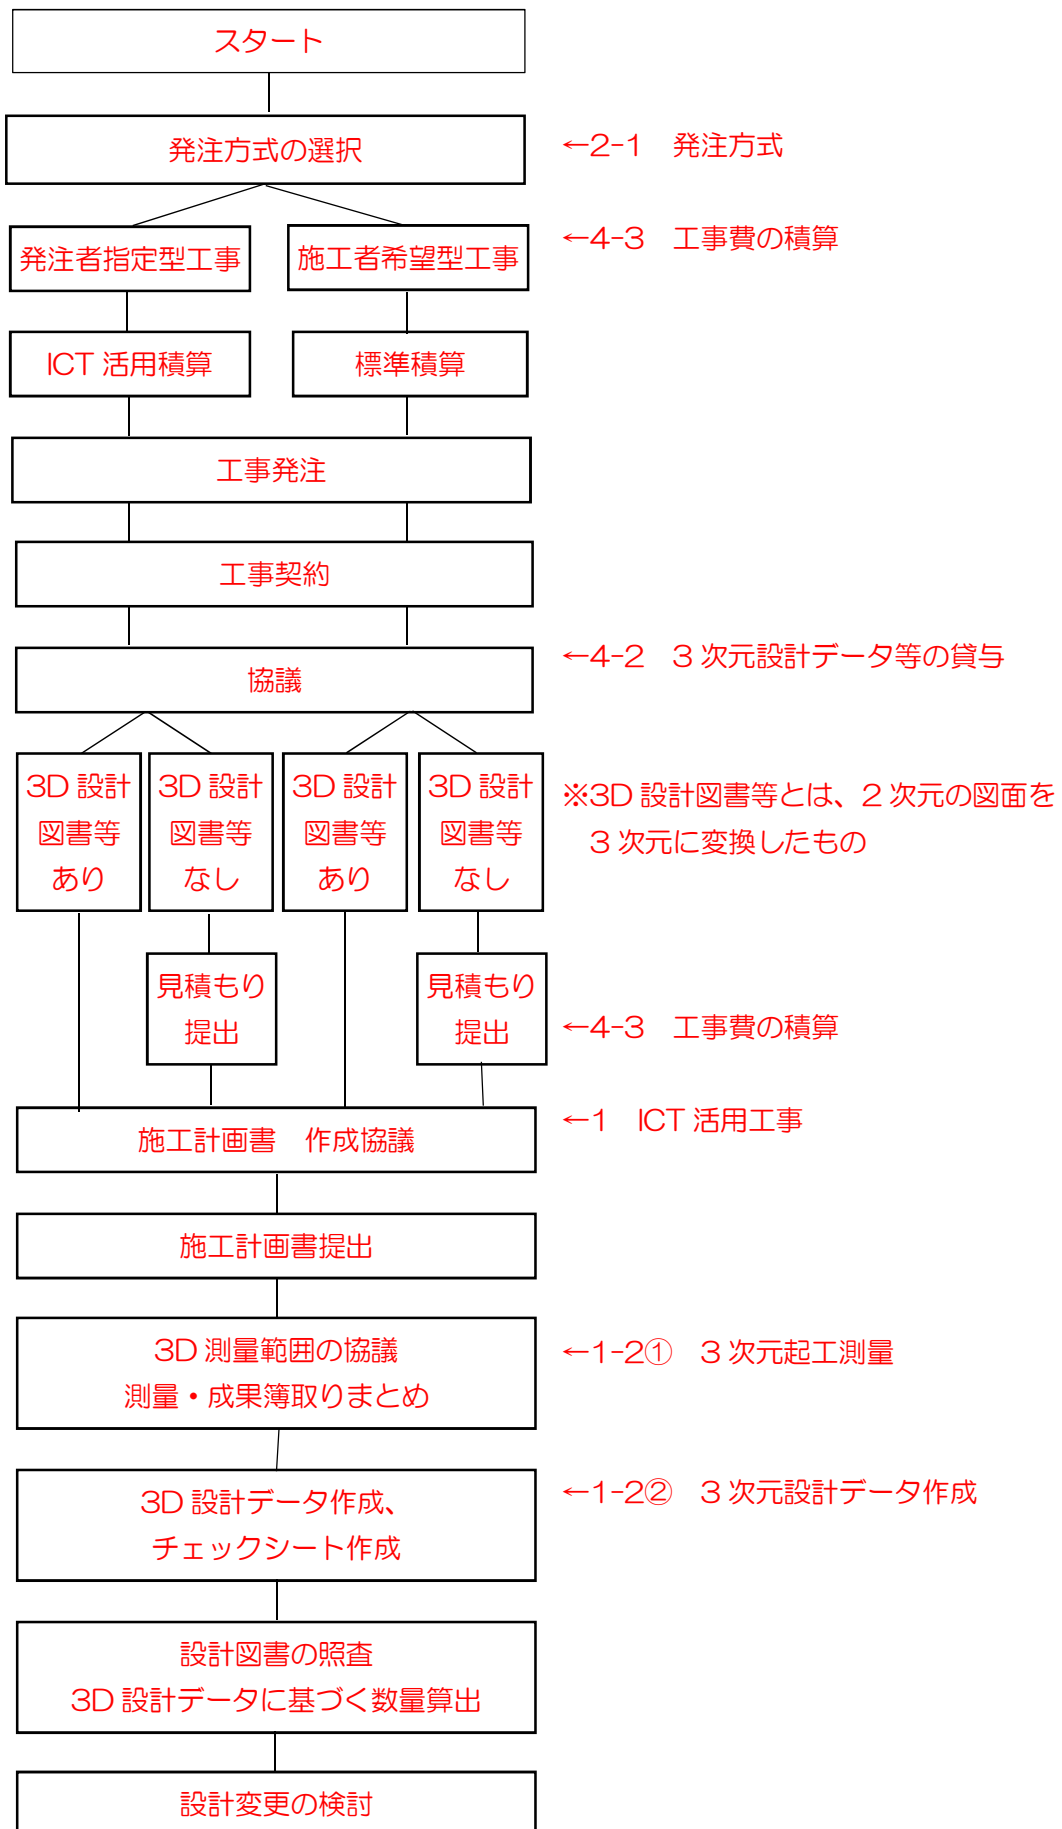 スタート
発注方式の選択
←2-1　発注方式
発注者指定型工事
施工者希望型工事
←4-3　工事費の積算
ICT 活用積算
標準積算
工事発注
工事契約
協議
←4-2　3 次元設計データ等の貸与
3D 設計
図書等
あり
3D 設計
図書等
なし
3D 設計
図書等
あり
3D 設計
図書等
なし
※3D 設計図書等とは、2 次元の図面を
3 次元に変換したもの
見積もり
提出
見積もり
提出
←4-3　工事費の積算
施工計画書　作成協議
←1　ICT 活用工事
施工計画書提出
3D 測量範囲の協議
測量・成果簿取りまとめ
←1-2①　3 次元起工測量
3D 設計データ作成、
チェックシート作成
←1-2②　3 次元設計データ作成
設計図書の照査
3D 設計データに基づく数量算出
設計変更の検討